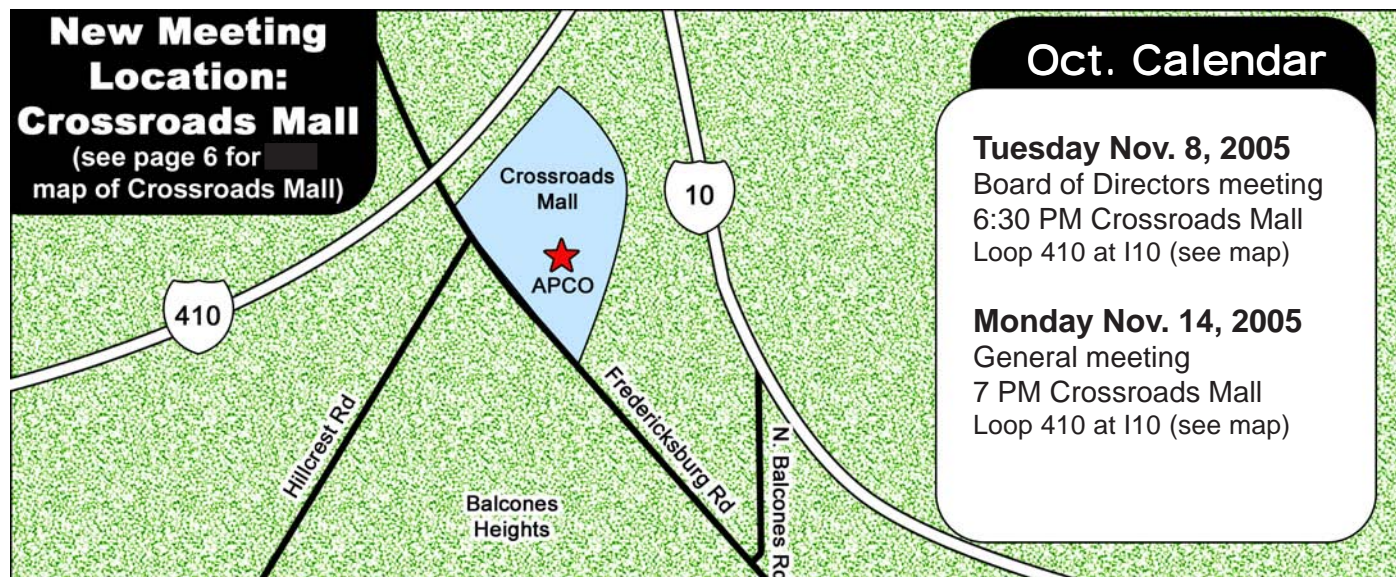 New Meeting
Location:
Crossroads Mall
(see page 6 for
map of Crossroads Mall)
Crossroads
Mall
APCO
10
410
Hillcrest Rd
Fredericksburg Rd
N. Balcones Rd
Balcones
Heights
Oct. Calendar
Tuesday Nov. 8, 2005
Board of Directors meeting
6:30 PM Crossroads Mall
Loop 410 at I10 (see map)
Monday Nov. 14, 2005
General meeting
7 PM Crossroads Mall
Loop 410 at I10 (see map)